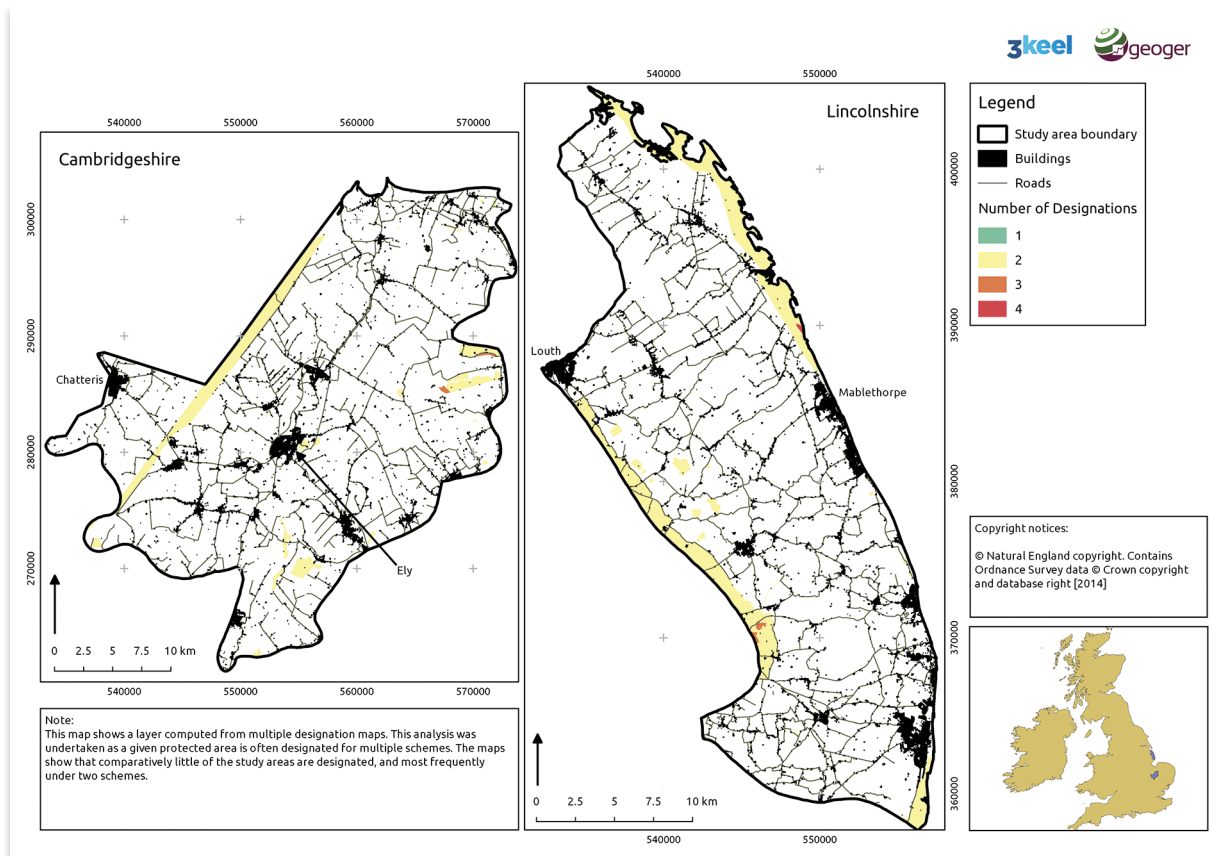 3keel
geoger
540000
550000
540000
550000
560000
570000
Cambridgeshire
300000
290000
280000
270000
Chatteris
Ely
0
2.5
5
7.5
10 km
540000
550000
560000
570000
Note:
This map shows a layer computed from multiple designation maps. This analysis was
undertaken as a given protected area is often designated for multiple schemes. The maps
show that comparatively little of the study areas are designated, and most frequently
under two schemes.
Lincolnshire
Louth
Mablethorpe
400000
390000
380000
370000
360000
0
2.5
5
7.5
10 km
540000
550000
Legend
Study area boundary
Buildings
Roads
Number of Designations
1
2
3
4
Copyright notices:
© Natural England copyright. Contains
Ordnance Survey data © Crown copyright
and database right [2014]